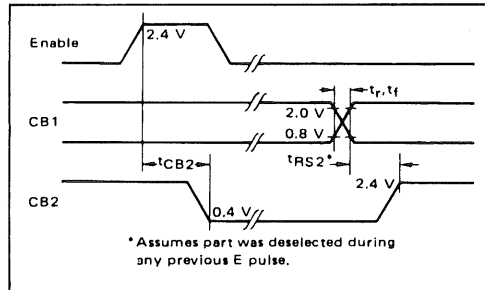 Enable
2.4 V
tr, tf
CB1
2.0 V
0.8 V
tCB2
tRS2*
2.4 V
CB2
0.4 V
*Assumes part was deselected during
any previous E pulse.